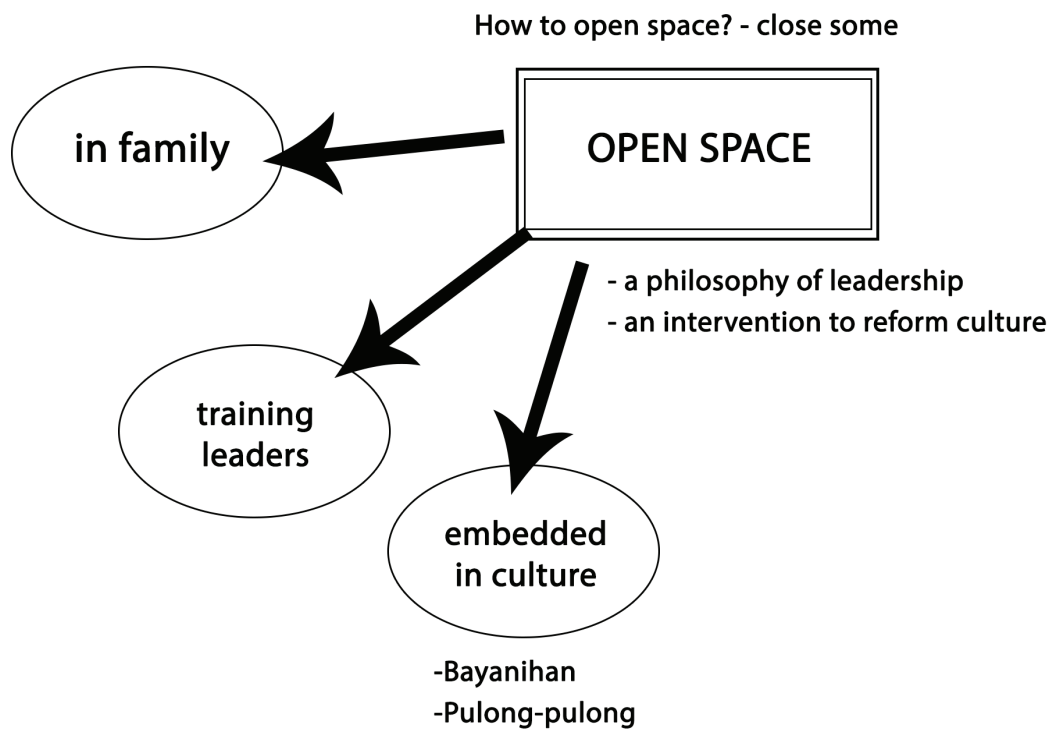 How to open space? - close some
OPEN SPACE
in family
- a philosophy of leadership
- an intervention to reform culture
training
leaders
embedded
in culture
-Bayanihan
-Pulong-pulong